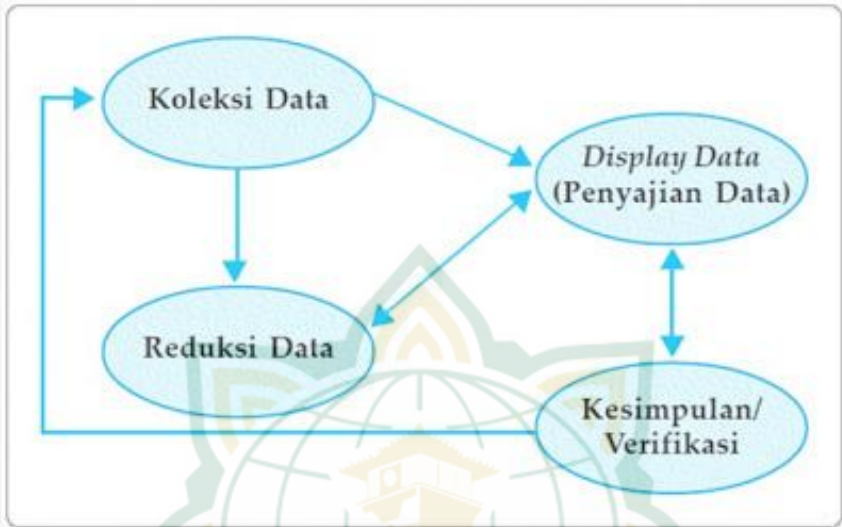 Koleksi Data
Display Data
(Penyajian Data)
Reduksi Data
Kesimpulan/
Verifikasi